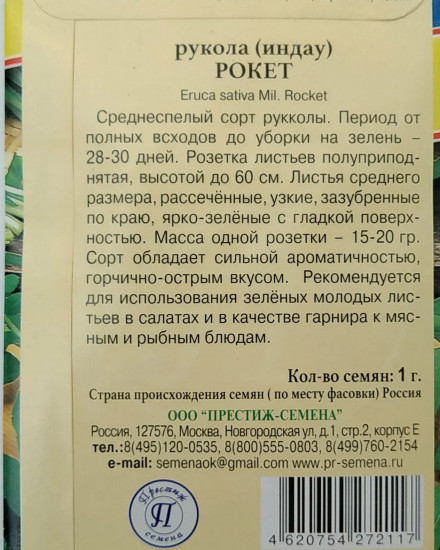 рукола (индау)
РОКЕТ
Eruca sativa Mil. Rocket
Среднеспелый сорт рукколы. Период от
полных всходов до уборки на зелень –
28-30 дней. Розетка листьев полуприпод-
нятая, высотой до 60 см. Листья среднего
размера, рассечённые, узкие, зазубренные
по краю, ярко-зелёные с гладкой поверх-
ностью. Масса одной розетки – 15-20 гр.
Сорт обладает сильной ароматичностью,
горчично-острым вкусом. Рекомендуется
для использования зелёных молодых лис-
тьев в салатах и в качестве гарнира к мяс-
ным и рыбным блюдам.
Кол-во семян: 1 г.
Страна происхождения семян ( по месту фасовки) Россия
ООО “ПРЕСТИЖ-СЕМЕНА”
Россия, 127576, Москва, Новгородская ул, д.1, стр.2, корпус Е
тел.:8(495)120-0535, 8(800)555-0803, 8(499)760-2154
e-mail: semenaok@gmail.com www.pr-semena.ru
Престиж
П
семена
4 620754 272117